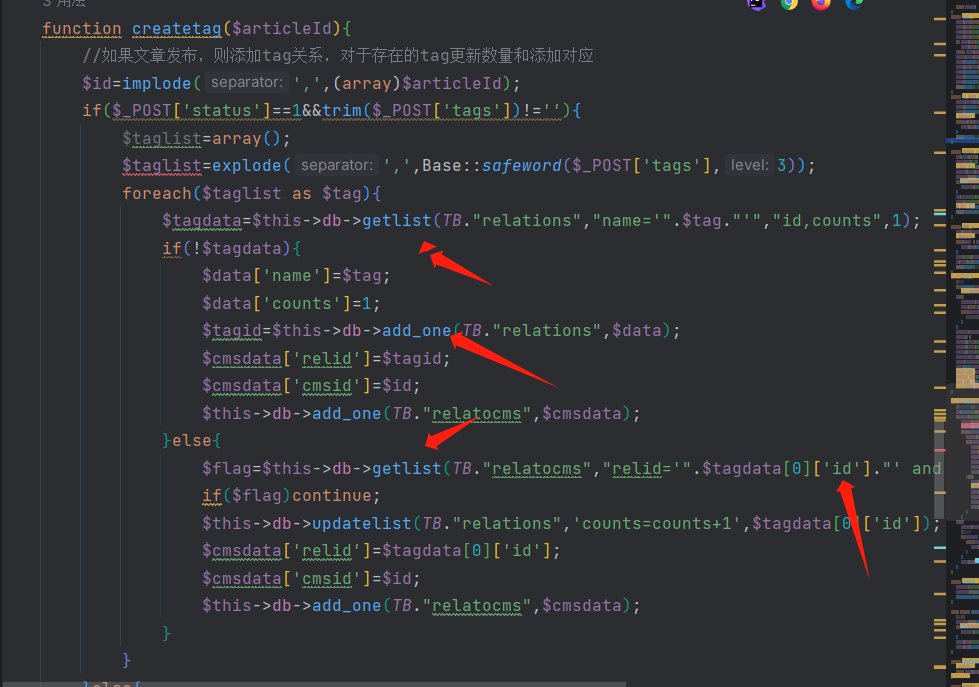 3 用法
function createtag($articleId){
//如果文章发布，则添加tag关系，对于存在的tag更新数量和添加对应
$id=implode( separator: ',',(array)$articleId);
if($_POST['status']==1&&trim($_POST['tags'])!=''){
$taglist=array();
$taglist=explode( separator: ',',Base::safeword($_POST['tags'], level: 3));
foreach($taglist as $tag){
$tagdata=$this->db->getlist(TB."relations","name='".$tag."'","id,counts",1);
if(!$tagdata){
$data['name']=$tag;
$data['counts']=1;
$tagid=$this->db->add_one(TB."relations",$data);
$cmsdata['relid']=$tagid;
$cmsdata['cmsid']=$id;
$this->db->add_one(TB."relatocms",$cmsdata);
}else{
$flag=$this->db->getlist(TB."relatocms","relid='".$tagdata[0]['id']."' and
if($flag)continue;
$this->db->updatelist(TB."relations",'counts=counts+1',$tagdata[0]['id']);
$cmsdata['relid']=$tagdata[0]['id'];
$cmsdata['cmsid']=$id;
$this->db->add_one(TB."relatocms",$cmsdata);
}
}
}else{